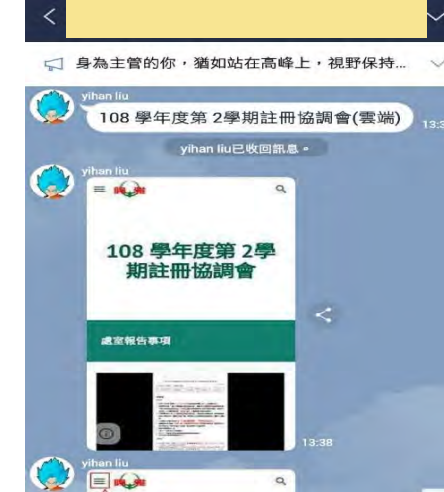 身為主管的你，猶如站在高峰上，視野保持...
yihan liu
108 學年度第 2學期註冊協調會(雲端)
yihan liu已收回訊息。
yihan liu
108 學年度第 2學
期註冊協調會
處室報告事項
13:38
yihan liu